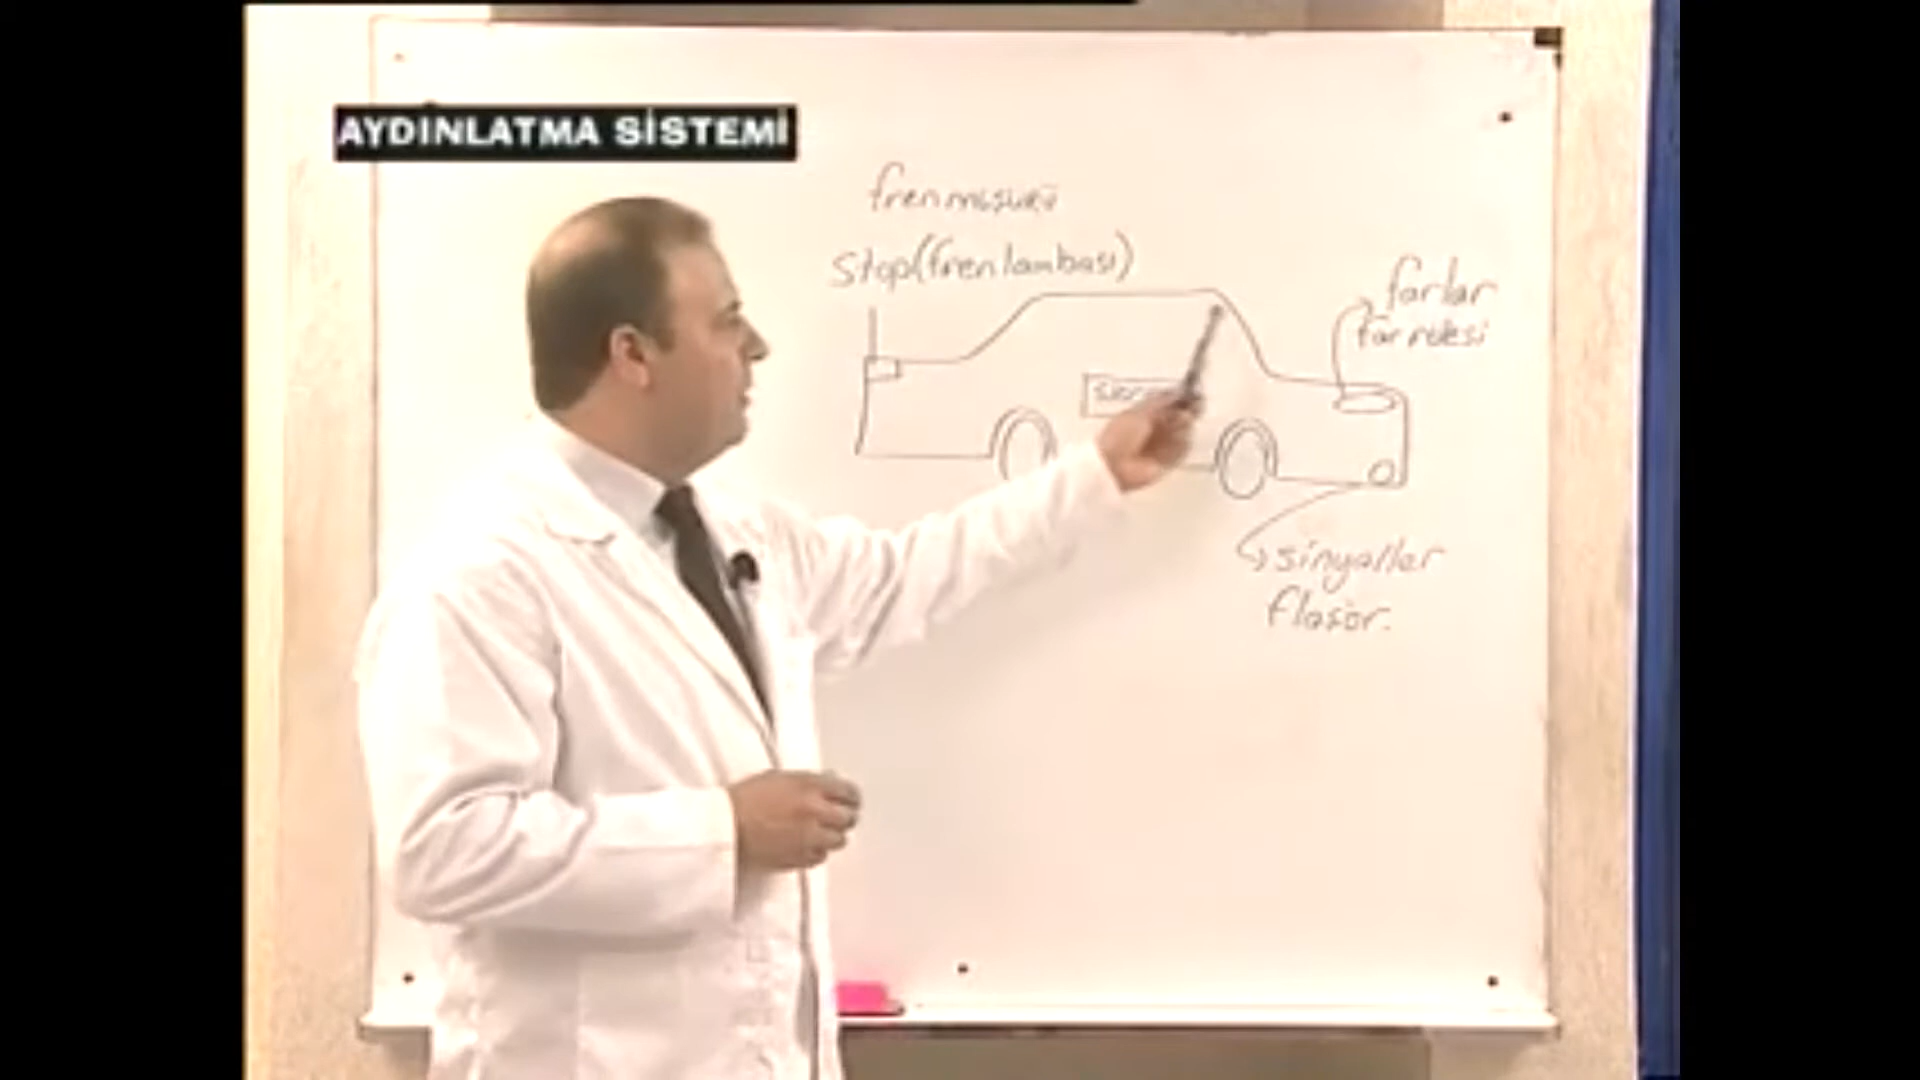 AYDINLATMA SİSTEMİ
fren müşürü
Stop(fren lambası)
farlar
far rölesi
sinyaller
flaşör.